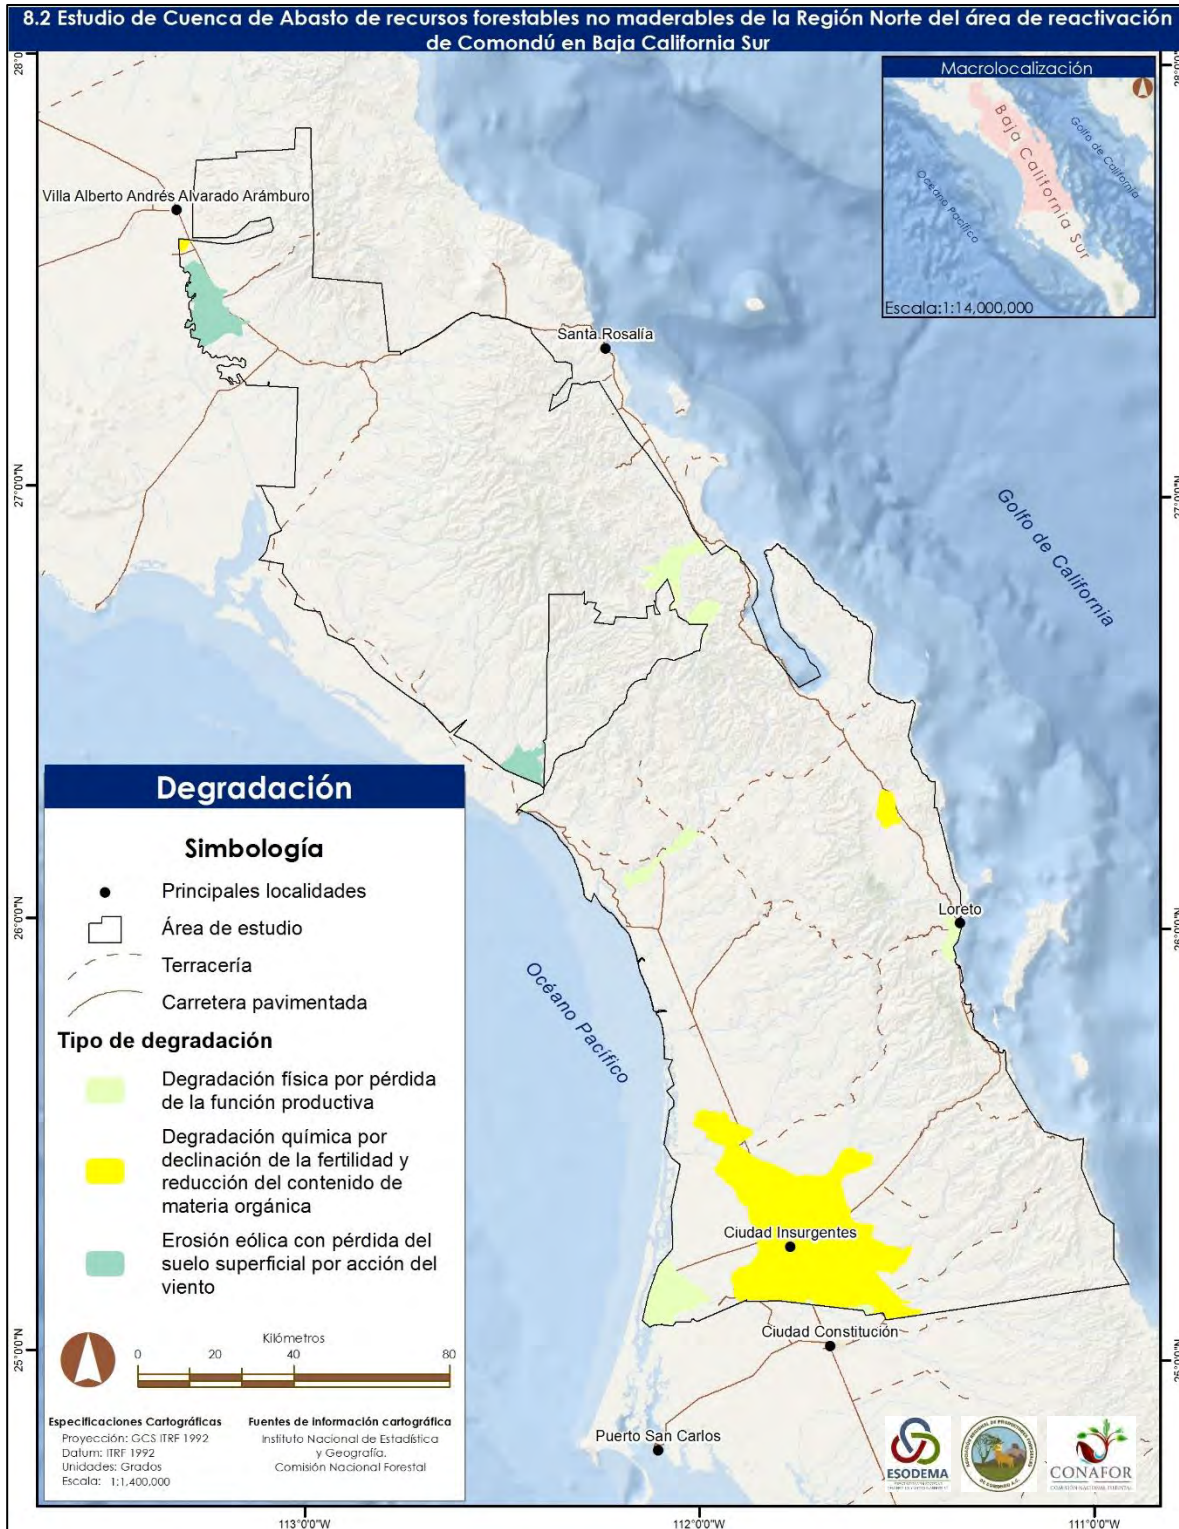 8.2 Estudio de Cuenca de Abasto de recursos forestables no maderables de la Región Norte del área de reactivación
de Comondú en Baja California Sur
Macrolocalización
Baja California Sur
Golfo de California
Océano Pacífico
Escala:1:14,000,000
Villa Alberto Andrés Alvarado Arámburo
Santa Rosalía
Golfo de California
Loreto
Océano Pacífico
Ciudad Insurgentes
Ciudad Constitución
Puerto San Carlos
Degradación
Simbología
Principales localidades
Área de estudio
Terracería
Carretera pavimentada
Tipo de degradación
Degradación física por pérdida
de la función productiva
Degradación química por
declinación de la fertilidad y
reducción del contenido de
materia orgánica
Erosión eólica con pérdida del
suelo superficial por acción del
viento
Kilómetros
0 20 40 80
Especificaciones Cartográficas
Proyección: GCS ITRF 1992
Datum: ITRF 1992
Unidades: Grados
Escala: 1:1,400,000
Fuentes de información cartográfica
Instituto Nacional de Estadística
y Geografía.
Comisión Nacional Forestal
ESODEMA
CONAFOR
COMISIÓN NACIONAL FORESTAL
27°0'0"N
26°0'0"N
25°0'0"N
27°0'0"N
26°0'0"N
113°0'0"W
112°0'0"W
111°0'0"W